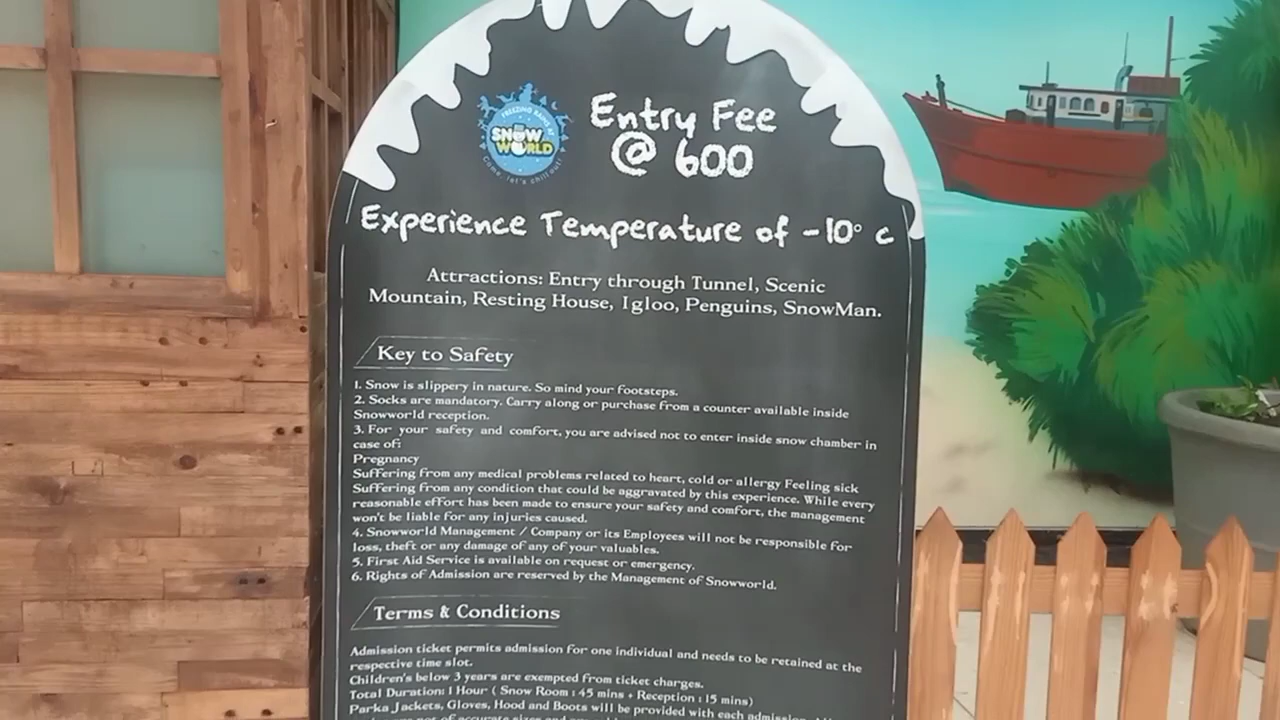 FREEZING RAINS AT
SNOW
WORLD
Come, let's chill out!
Entry Fee
@ 600
Experience Temperature of -10° c
Attractions: Entry through Tunnel, Scenic
Mountain, Resting House, Igloo, Penguins, SnowMan.
Key to Safety
1. Snow is slippery in nature. So mind your footsteps.
2. Socks are mandatory. Carry along or purchase from a counter available inside
Snowworld reception.
3. For your safety and comfort, you are advised not to enter inside snow chamber in
case of:
Pregnancy
Suffering from any medical problems related to heart, cold or allergy Feeling sick
Suffering from any condition that could be aggravated by this experience. While every
reasonable effort has been made to ensure your safety and comfort, the management
won't be liable for any injuries caused.
4. Snowworld Management / Company or its Employees will not be responsible for
loss, theft or any damage of any of your valuables.
5. First Aid Service is available on request or emergency.
6. Rights of Admission are reserved by the Management of Snowworld.
Terms & Conditions
Admission ticket permits admission for one individual and needs to be retained at the
respective time slot.
Children's below 3 years are exempted from ticket charges.
Total Duration: 1 Hour ( Snow Room : 45 mins + Reception : 15 mins)
Parka Jackets, Gloves, Hood and Boots will be provided with each admission.